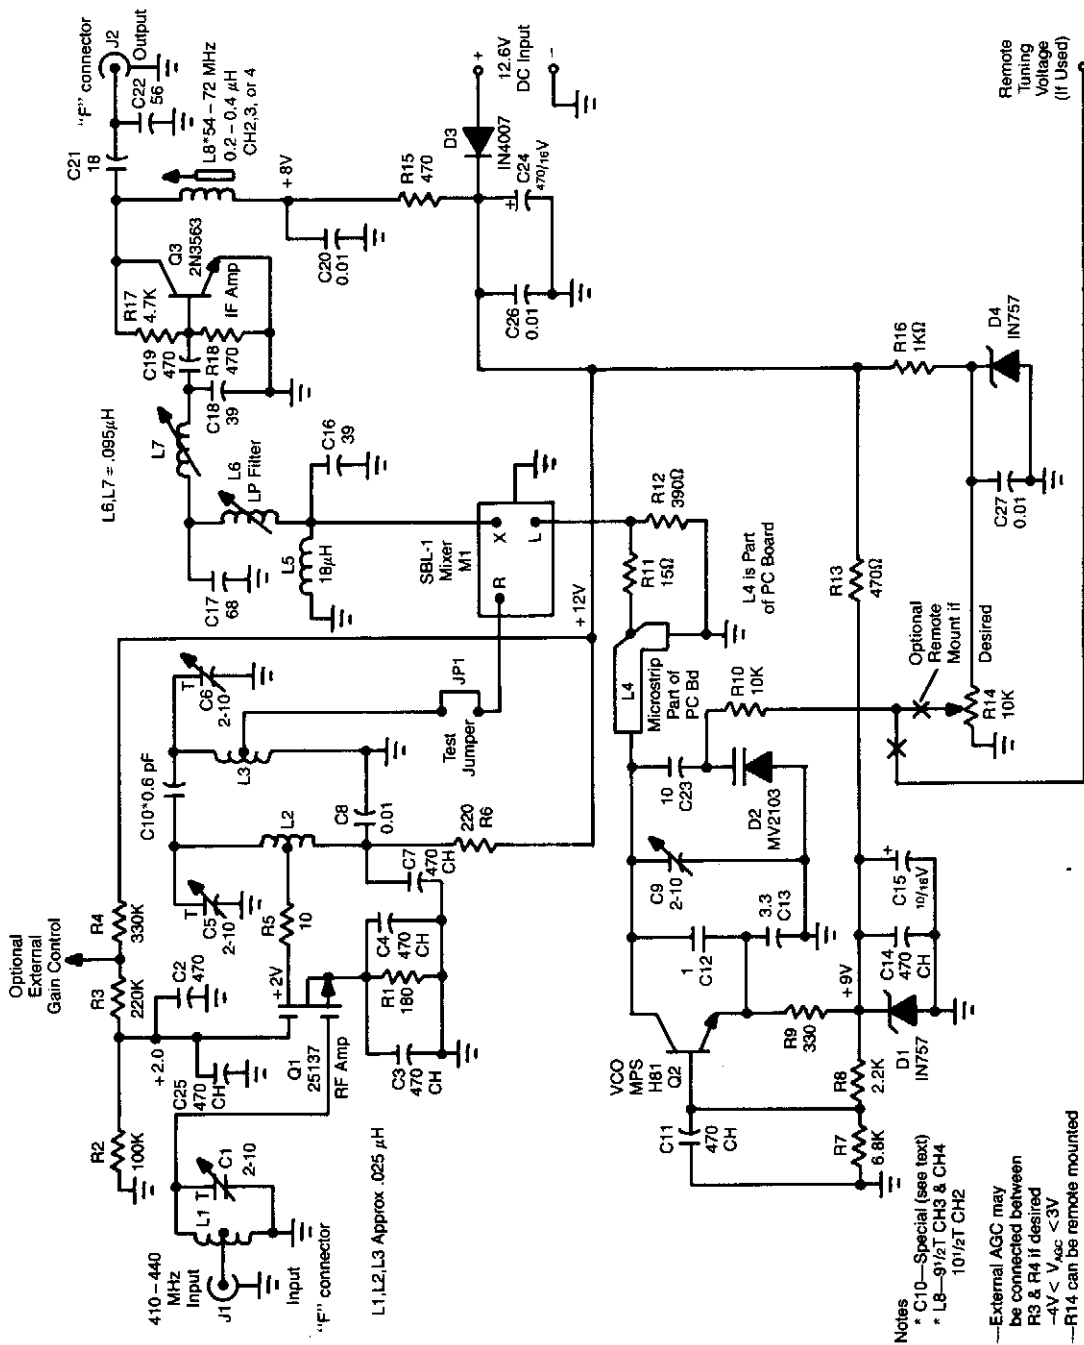 410–440
MHz
Input
J1
Input
"F" connector
L1
T
C1
2-10
L1,L2,L3 Approx .025 µH
R2
100K
+2.0
C25
470
CH
C2
470
R3
220K
Optional
External
Gain Control
R4
330K
Q1
25137
RF Amp
+2V
C3
470
CH
R1
180
C4
470
CH
R5
10
T
C5
2-10
L2
C7
470
CH
C8
0.01
220
R6
C10*0.6 pF
T
C6
2-10
L3
Test
Jumper
JP1
+12V
SBL-1
Mixer
M1
R
X
L
L5
18µH
C16
39
C17
68
L6
LP Filter
L7
L6,L7 = .095µH
C18
39
C19
470
R18
470
R17
4.7K
Q3
2N3563
IF Amp
C21
18
C22
56
"F" connector
J2
Output
L8*54–72 MHz
0.2–0.4 µH
CH2,3, or 4
+8V
C20
0.01
R15
470
D3
IN4007
+
12.6V
DC Input
-
+
C24
470/16V
C26
0.01
R11
15Ω
R12
390Ω
L4
Microstrip
Part of
PC Bd
L4 is Part
of PC Board
VCO
MPS
H81
Q2
C11
470
CH
R7
6.8K
R8
2.2K
R9
330
D1
IN757
+9V
C14
470
CH
+
C15
10/16V
1
C12
3.3
C13
C9
2-10
10
C23
D2
MV2103
R10
10K
R13
470Ω
R16
1KΩ
D4
IN757
C27
0.01
Optional
Remote
Mount if
Desired
R14
10K
Remote
Tuning
Voltage
(If Used)
Notes
* C10—Special (see text)
* L8–9 1/2T CH3 & CH4
10 1/2T CH2
—External AGC may
be connected between
R3 & R4 if desired
-4V < VAGC < 3V
—R14 can be remote mounted